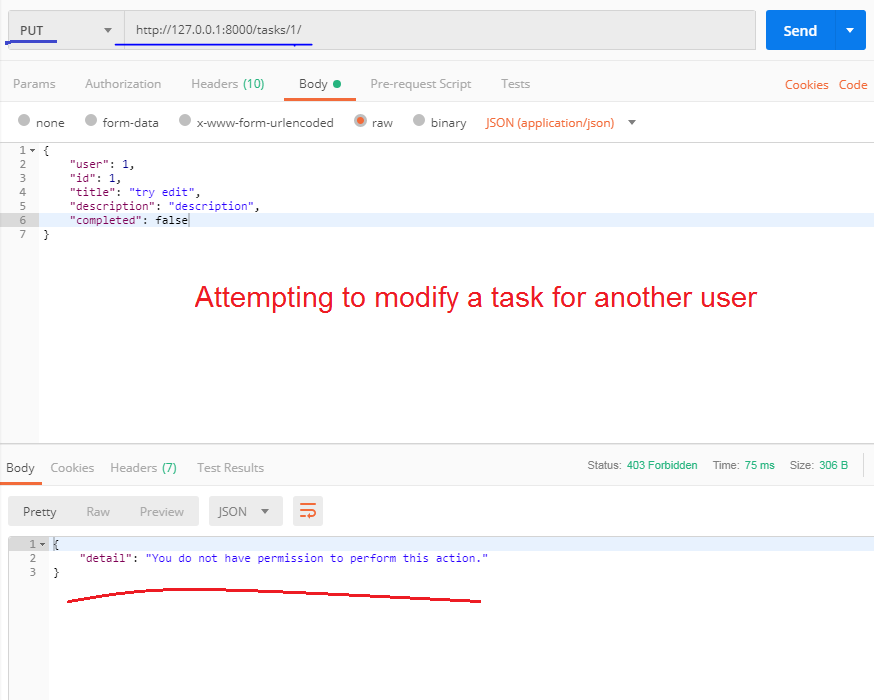 PUT http://127.0.0.1:8000/tasks/1/ Send
Params Authorization Headers (10) Body Pre-request Script Tests Cookies Code
none form-data x-www-form-urlencoded raw binary JSON (application/json)
1 {
2 "user": 1,
3 "id": 1,
4 "title": "try edit",
5 "description": "description",
6 "completed": false
7 }
Attempting to modify a task for another user
Body Cookies Headers (7) Test Results Status: 403 Forbidden Time: 75 ms Size: 306 B
Pretty Raw Preview JSON
1 {
2 "detail": "You do not have permission to perform this action."
3 }